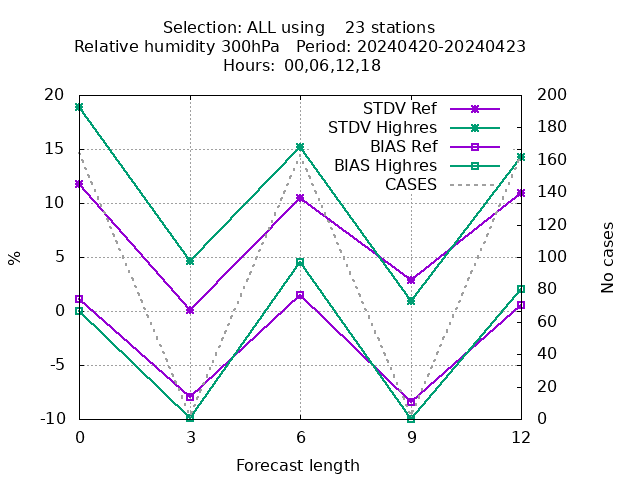 Selection: ALL using    23 stations
Relative humidity 300hPa   Period: 20240420-20240423
Hours: 00,06,12,18
STDV Ref
STDV Highres
BIAS Ref
BIAS Highres
CASES
20
15
10
5
0
-5
-10
200
180
160
140
120
100
80
60
40
20
0
%
No cases
0 3 6 9 12
Forecast length